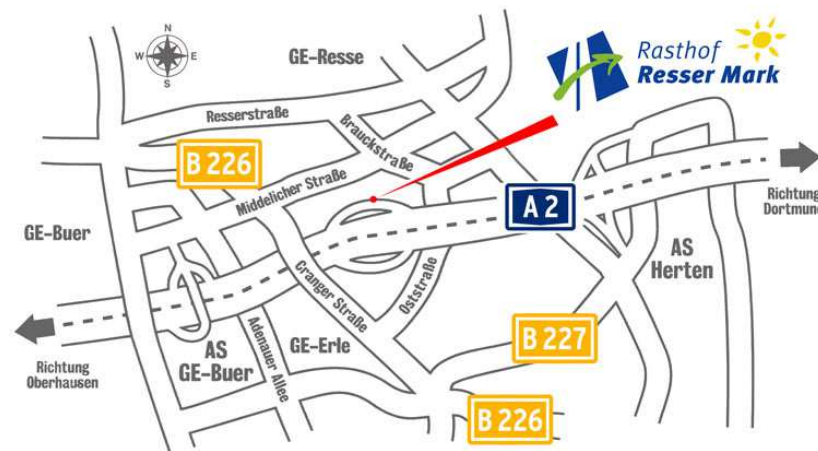 N
W E
S
GE-Resse
Rasthof
Resser Mark
Resserstraße
Brauckstraße
B 226
Middelicher Straße
A 2
Richtung
Dortmund
GE-Buer
AS
Herten
Cranger Straße
Oststraße
Richtung
Oberhausen
AS
GE-Buer
Adenauer Allee
GE-Erle
B 227
B 226